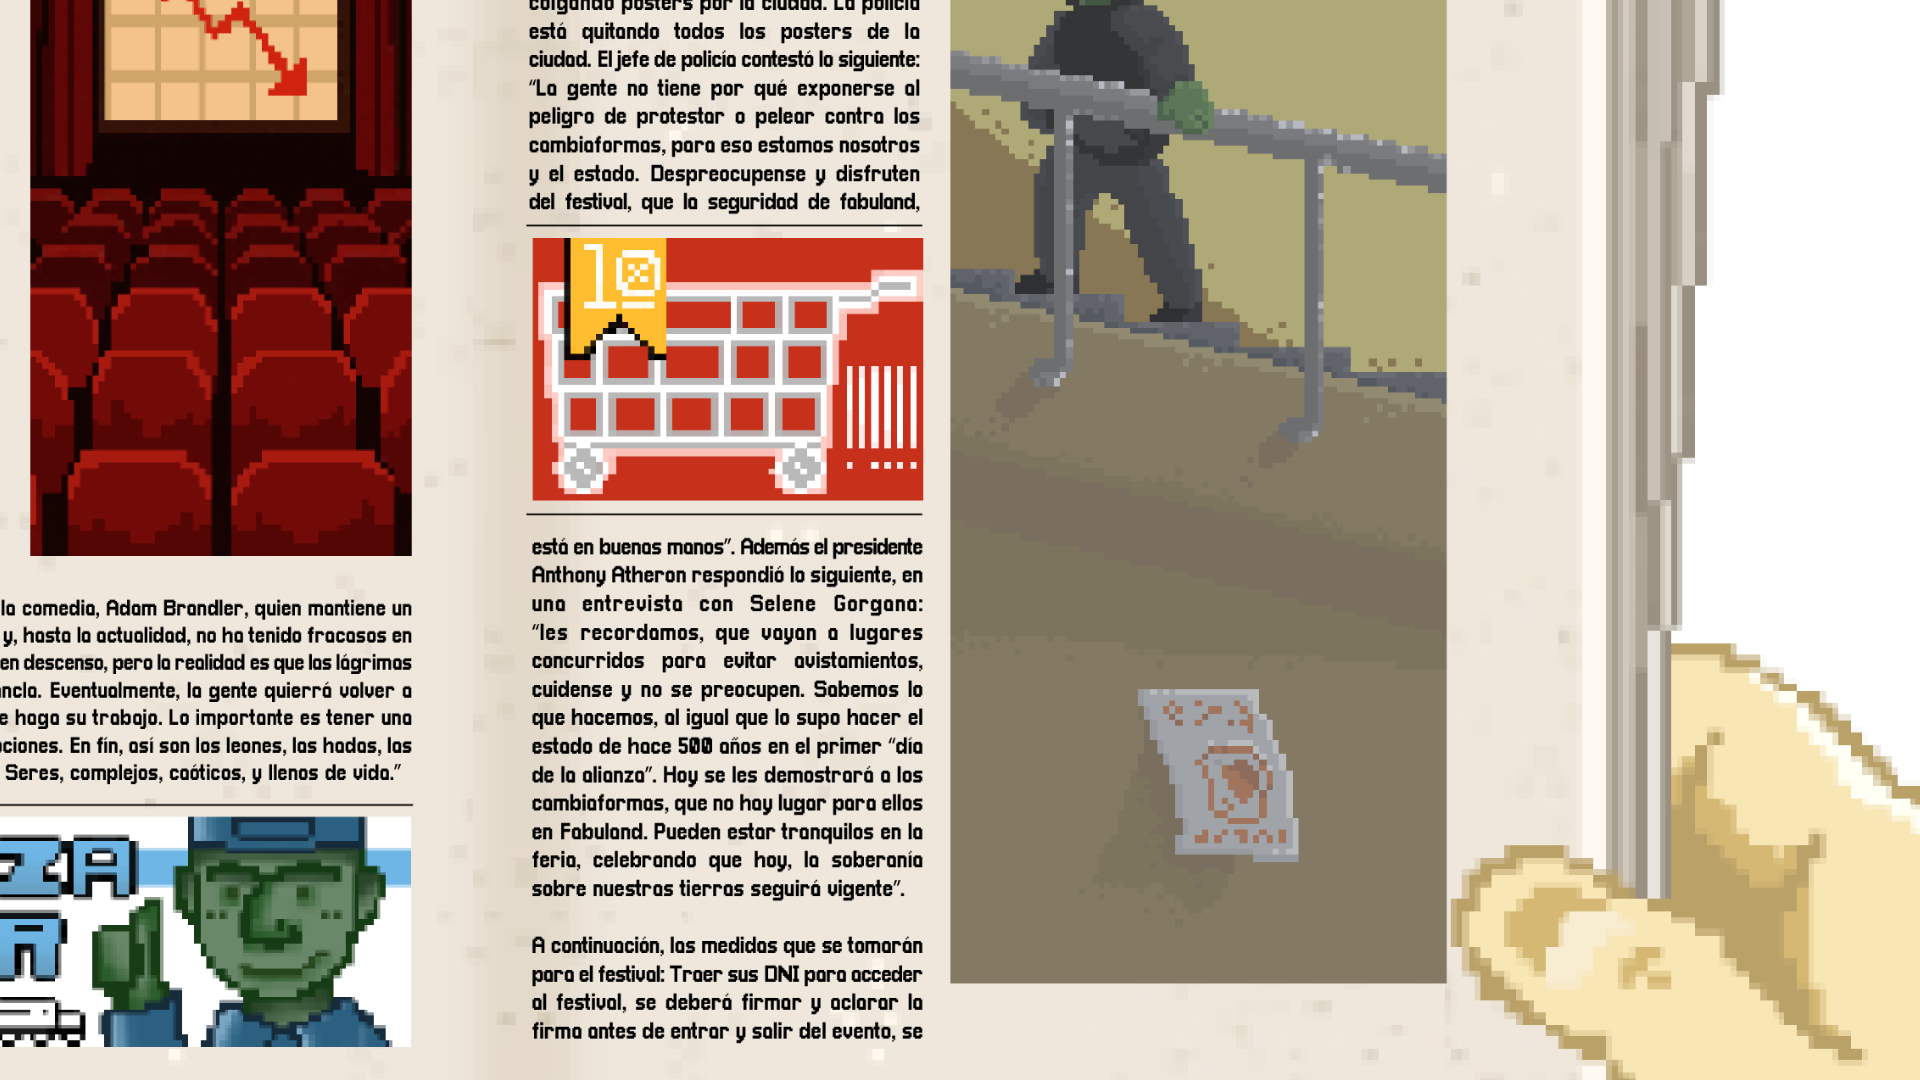 la comedia, Adam Brandler, quien mantiene un
y, hasta la actualidad, no ha tenido fracasos en
en descenso, pero la realidad es que las lágrimas
ancla. Eventualmente, la gente querrá volver a
e haga su trabajo. Lo importante es tener una
ciones. En fin, así son los leones, las hadas, las
Seres, complejos, caóticos, y llenos de vida."
ZA
A
colgando posters por la ciudad. La policía
está quitando todos los posters de la
ciudad. El jefe de policía contestó lo siguiente:
"La gente no tiene por qué exponerse al
peligro de protestar o pelear contra los
cambiaformas, para eso estamos nosotros
y el estado. Despreocupense y disfruten
del festival, que la seguridad de fabuland,
10
está en buenas manos". Además el presidente
Anthony Atheron respondió lo siguiente, en
una entrevista con Selene Gorgana:
"les recordamos, que vayan a lugares
concurridos para evitar avistamientos,
cuidense y no se preocupen. Sabemos lo
que hacemos, al igual que lo supo hacer el
estado de hace 500 años en el primer "día
de la alianza". Hoy se les demostrará a los
cambiaformas, que no hay lugar para ellos
en Fabuland. Pueden estar tranquilos en la
feria, celebrando que hoy, la soberanía
sobre nuestras tierras seguirá vigente".
A continuación, las medidas que se tomarán
para el festival: Traer sus DNI para acceder
al festival, se deberá firmar y aclarar la
firma antes de entrar y salir del evento, se